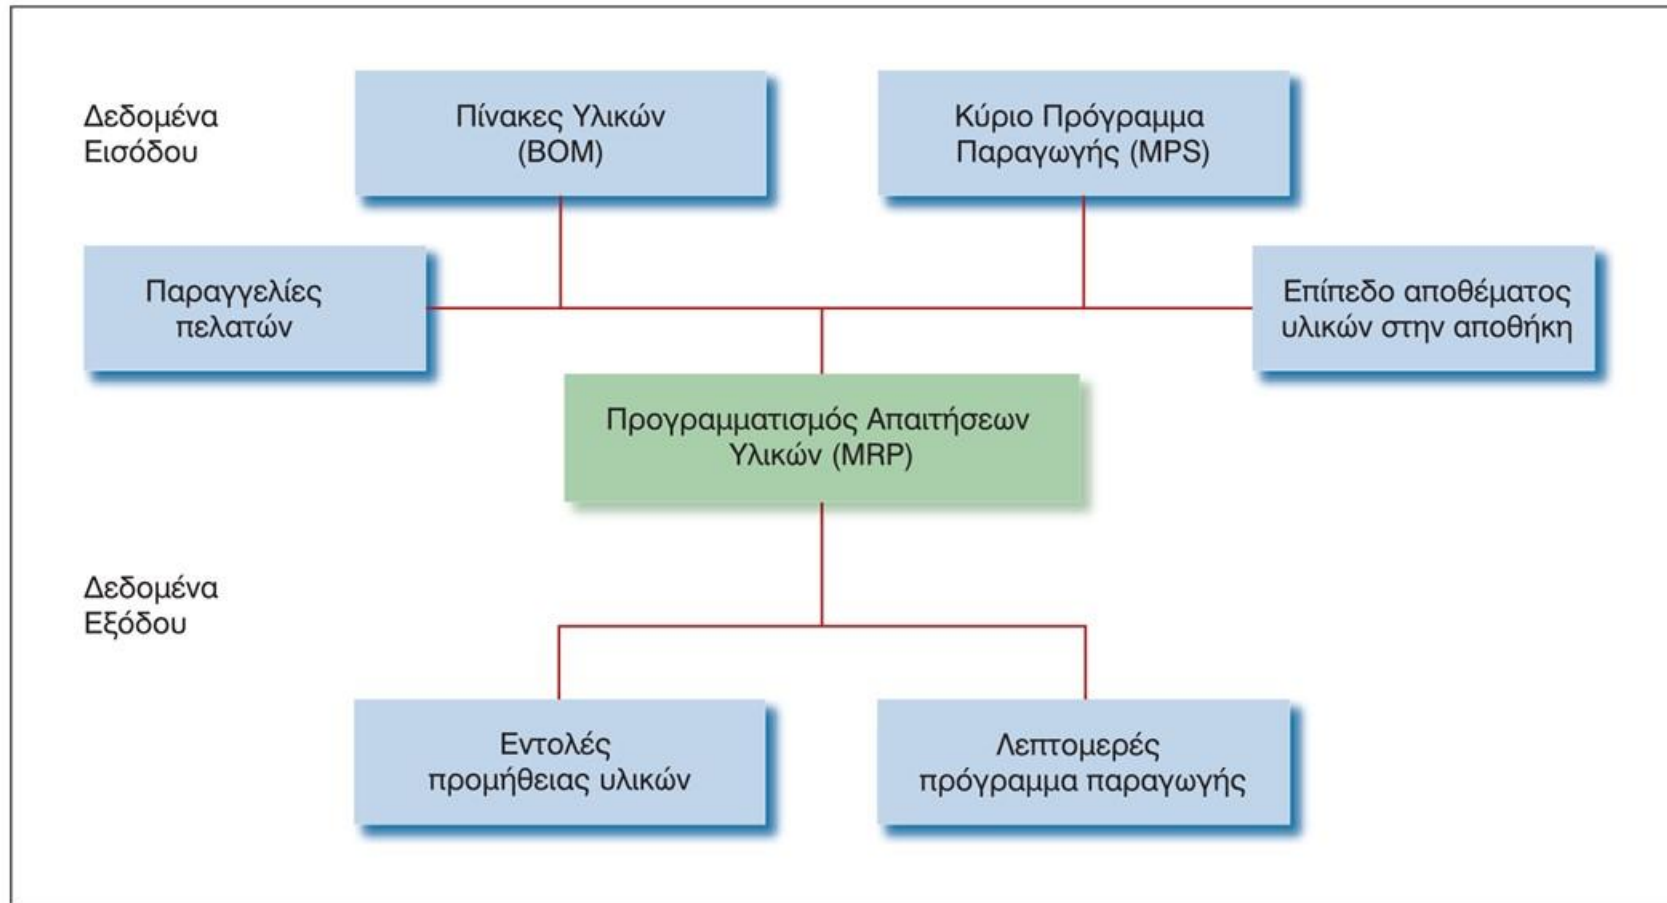 Δεδομένα
Εισόδου
Πίνακες Υλικών
(BOM)
Κύριο Πρόγραμμα
Παραγωγής (MPS)
Παραγγελίες
πελατών
Επίπεδο αποθέματος
υλικών στην αποθήκη
Προγραμματισμός Απαιτήσεων
Υλικών (MRP)
Δεδομένα
Εξόδου
Εντολές
προμήθειας υλικών
Λεπτομερές
πρόγραμμα παραγωγής